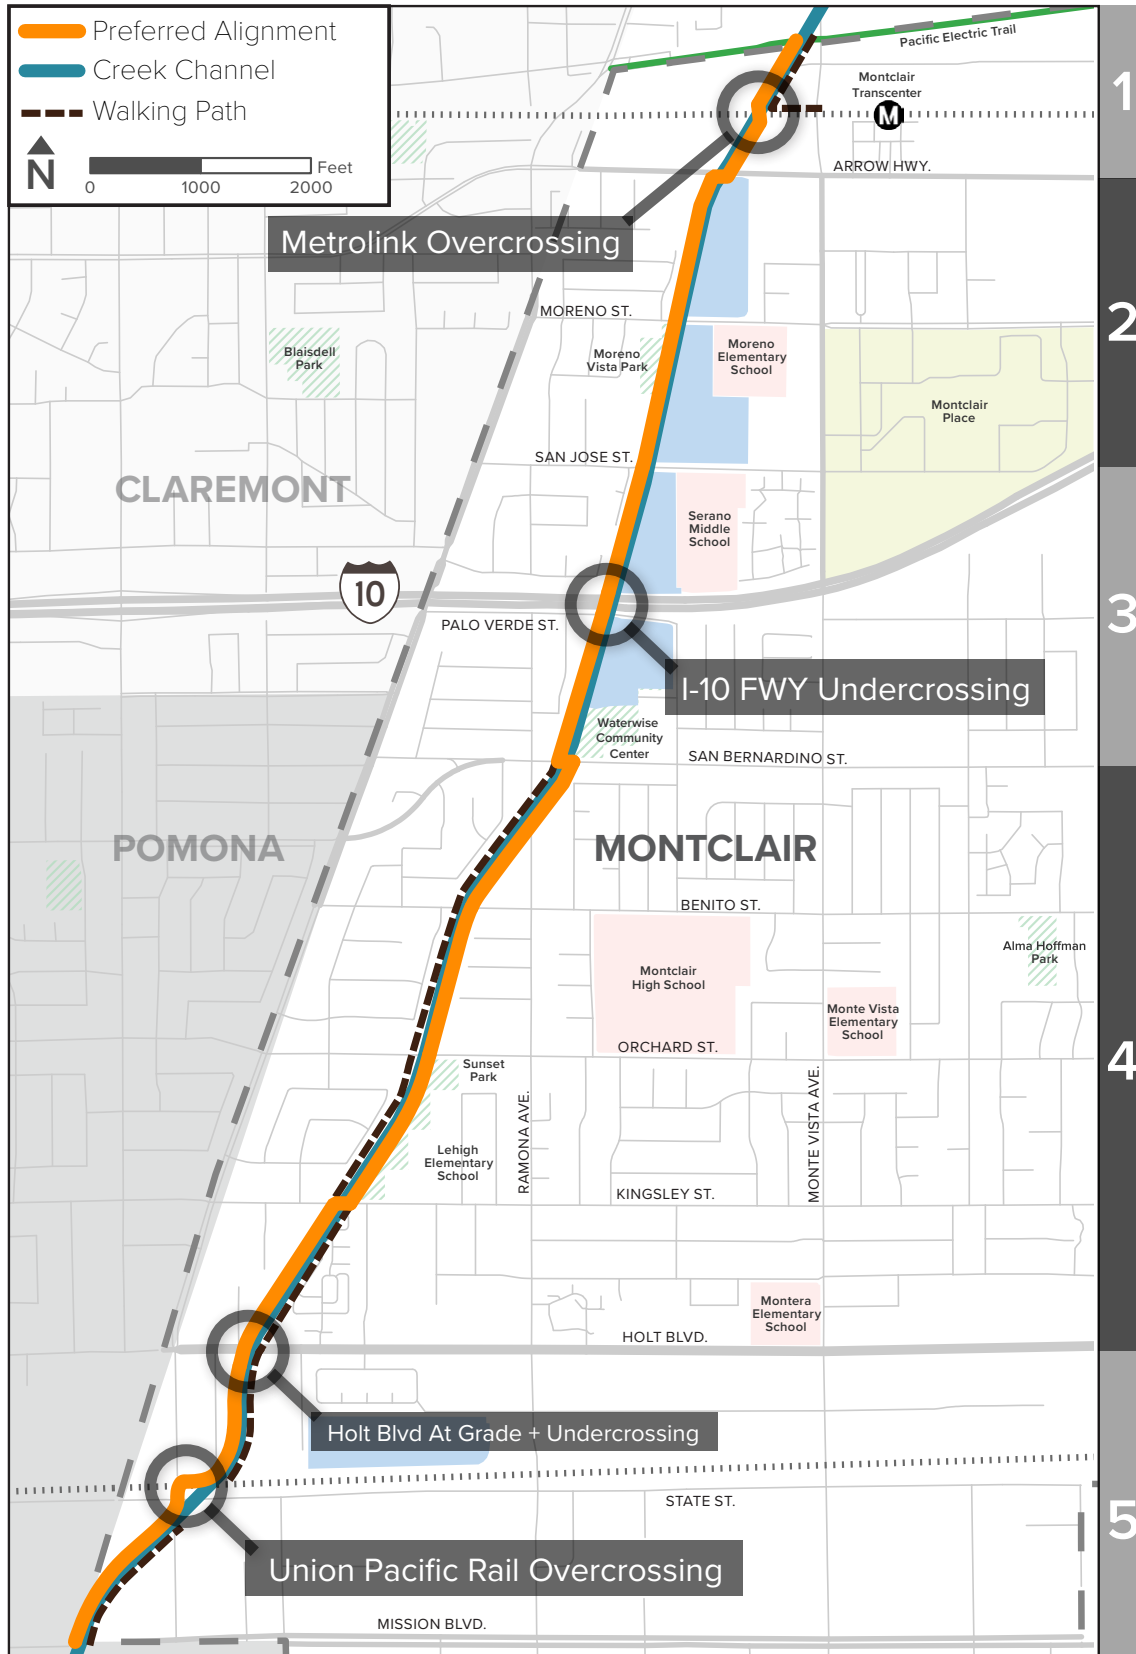 Preferred Alignment
Creek Channel
Walking Path
N
Feet
0 1000 2000
Pacific Electric Trail
Montclair
Transcenter
M
1
ARROW HWY.
Metrolink Overcrossing
MORENO ST.
2
Blaisdell
Park
Moreno
Vista Park
Moreno
Elementary
School
Montclair
Place
SAN JOSE ST.
CLAREMONT
Serano
Middle
School
10
PALO VERDE ST.
3
I-10 FWY Undercrossing
Waterwise
Community
Center
SAN BERNARDINO ST.
POMONA
MONTCLAIR
BENITO ST.
Alma Hoffman
Park
Montclair
High School
Monte Vista
Elementary
School
ORCHARD ST.
4
Sunset
Park
RAMONA AVE.
MONTE VISTA AVE.
Lehigh
Elementary
School
KINGSLEY ST.
Montera
Elementary
School
HOLT BLVD.
Holt Blvd At Grade + Undercrossing
STATE ST.
5
Union Pacific Rail Overcrossing
MISSION BLVD.